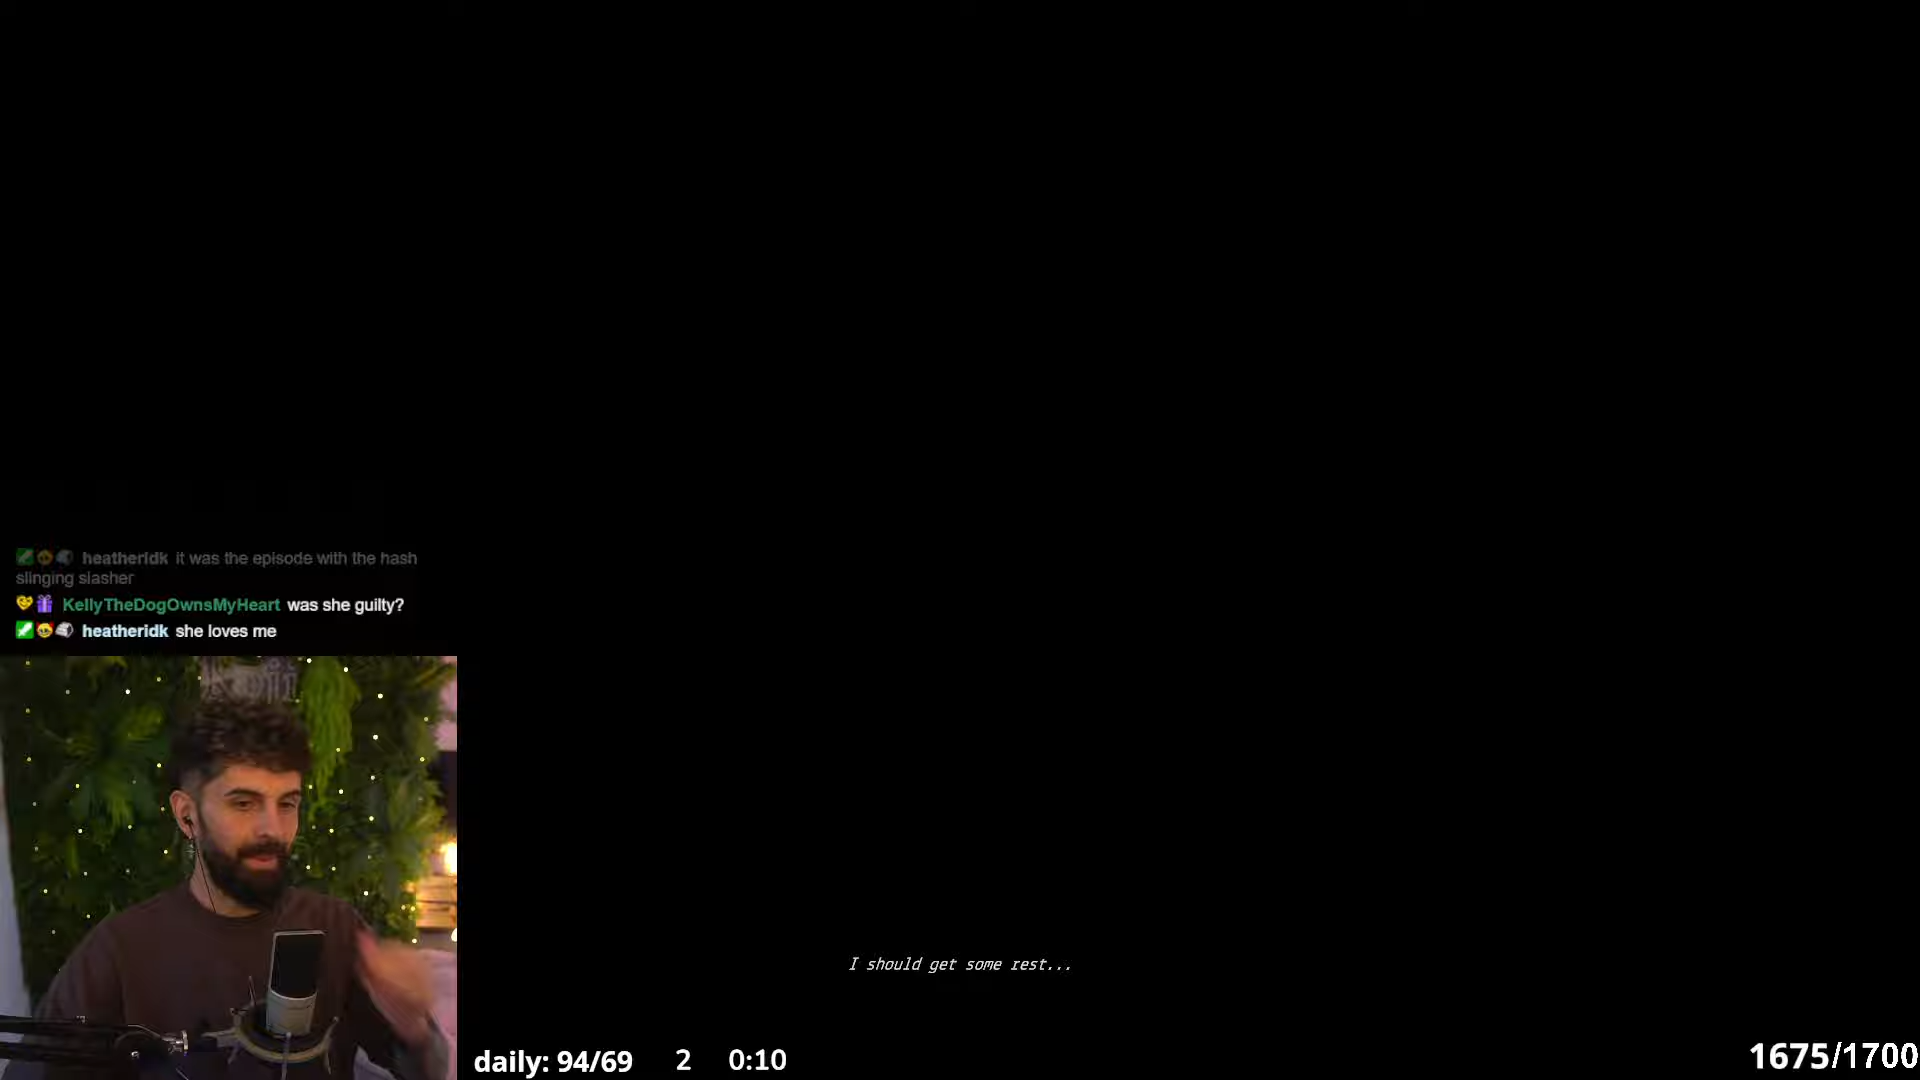 heatheridk it was the episode with the hash
slinging slasher
KellyTheDogOwnsMyHeart was she guilty?
heatheridk she loves me
I should get some rest...
daily: 94/69 2 0:10
1675/1700